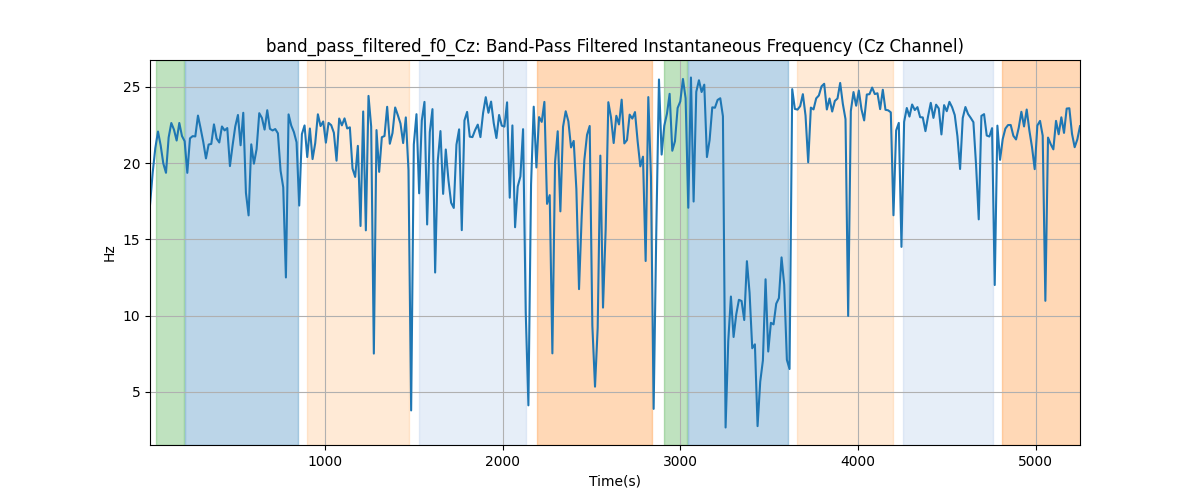 band_pass_filtered_f0_Cz: Band-Pass Filtered Instantaneous Frequency (Cz Channel)
25
20
15
10
5
Hz
1000 2000 3000 4000 5000
Time(s)